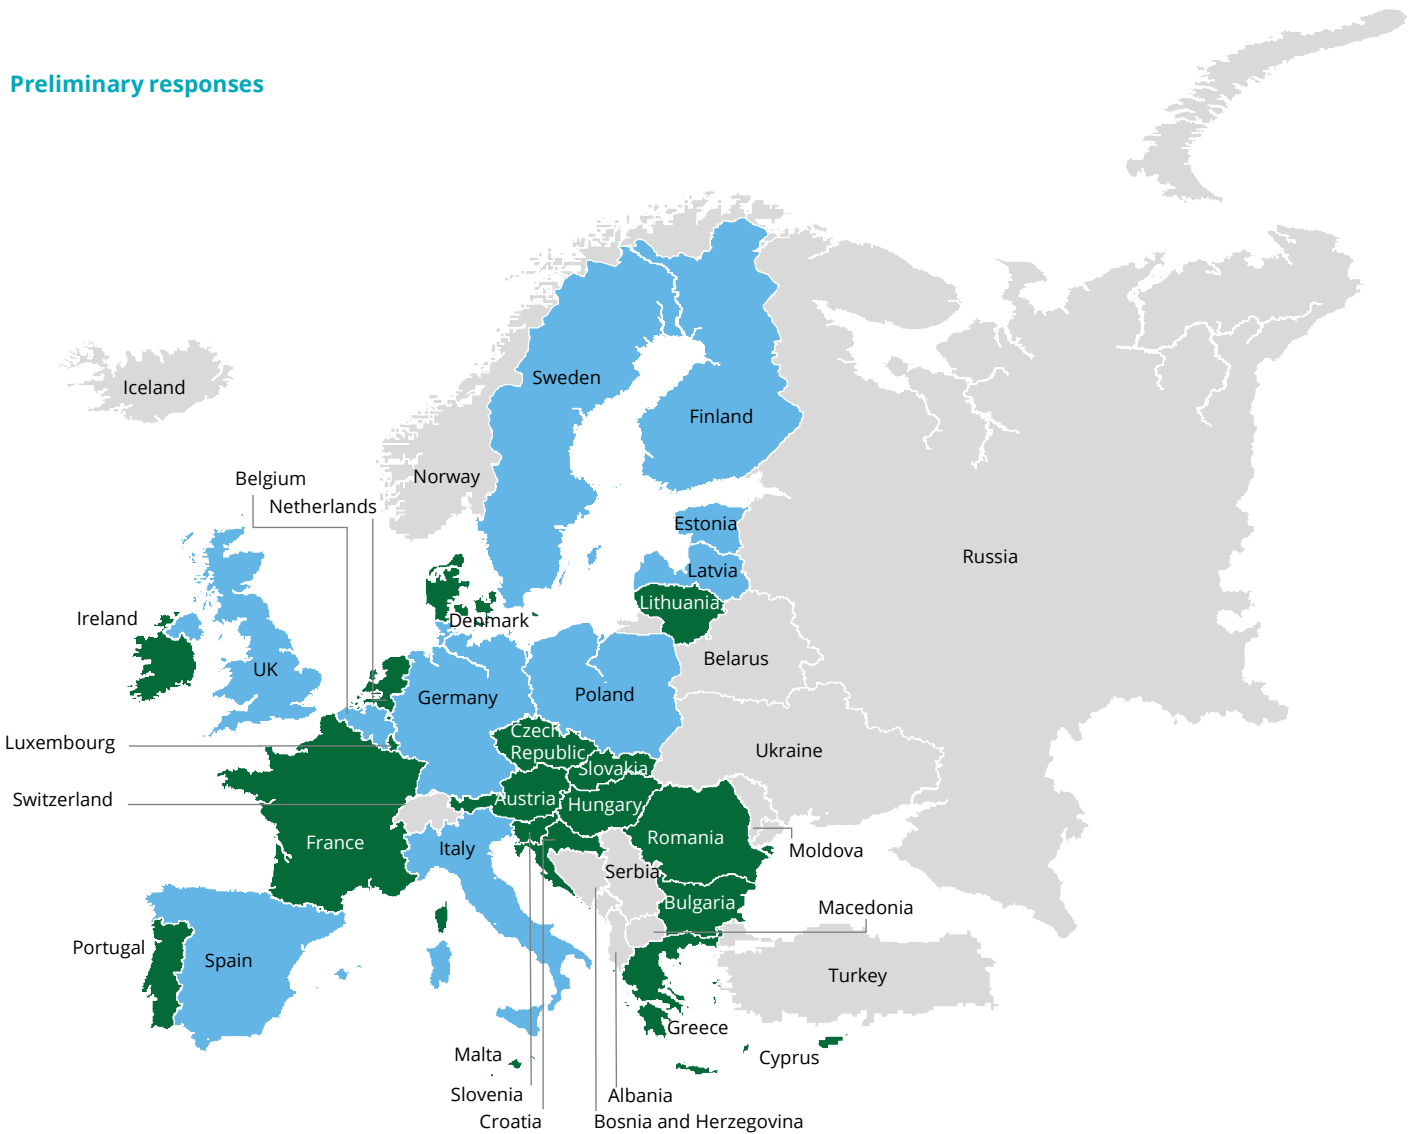 Preliminary responses
Iceland
Sweden
Finland
Norway
Belgium
Netherlands
Estonia
Russia
Latvia
Lithuania
Ireland
Denmark
Belarus
UK
Germany
Poland
Czech
Republic
Luxembourg
Ukraine
Slovakia
Switzerland
Austria
Hungary
France
Italy
Romania
Moldova
Serbia
Bulgaria
Macedonia
Portugal
Spain
Turkey
Greece
Malta
Cyprus
Slovenia
Albania
Croatia
Bosnia and Herzegovina